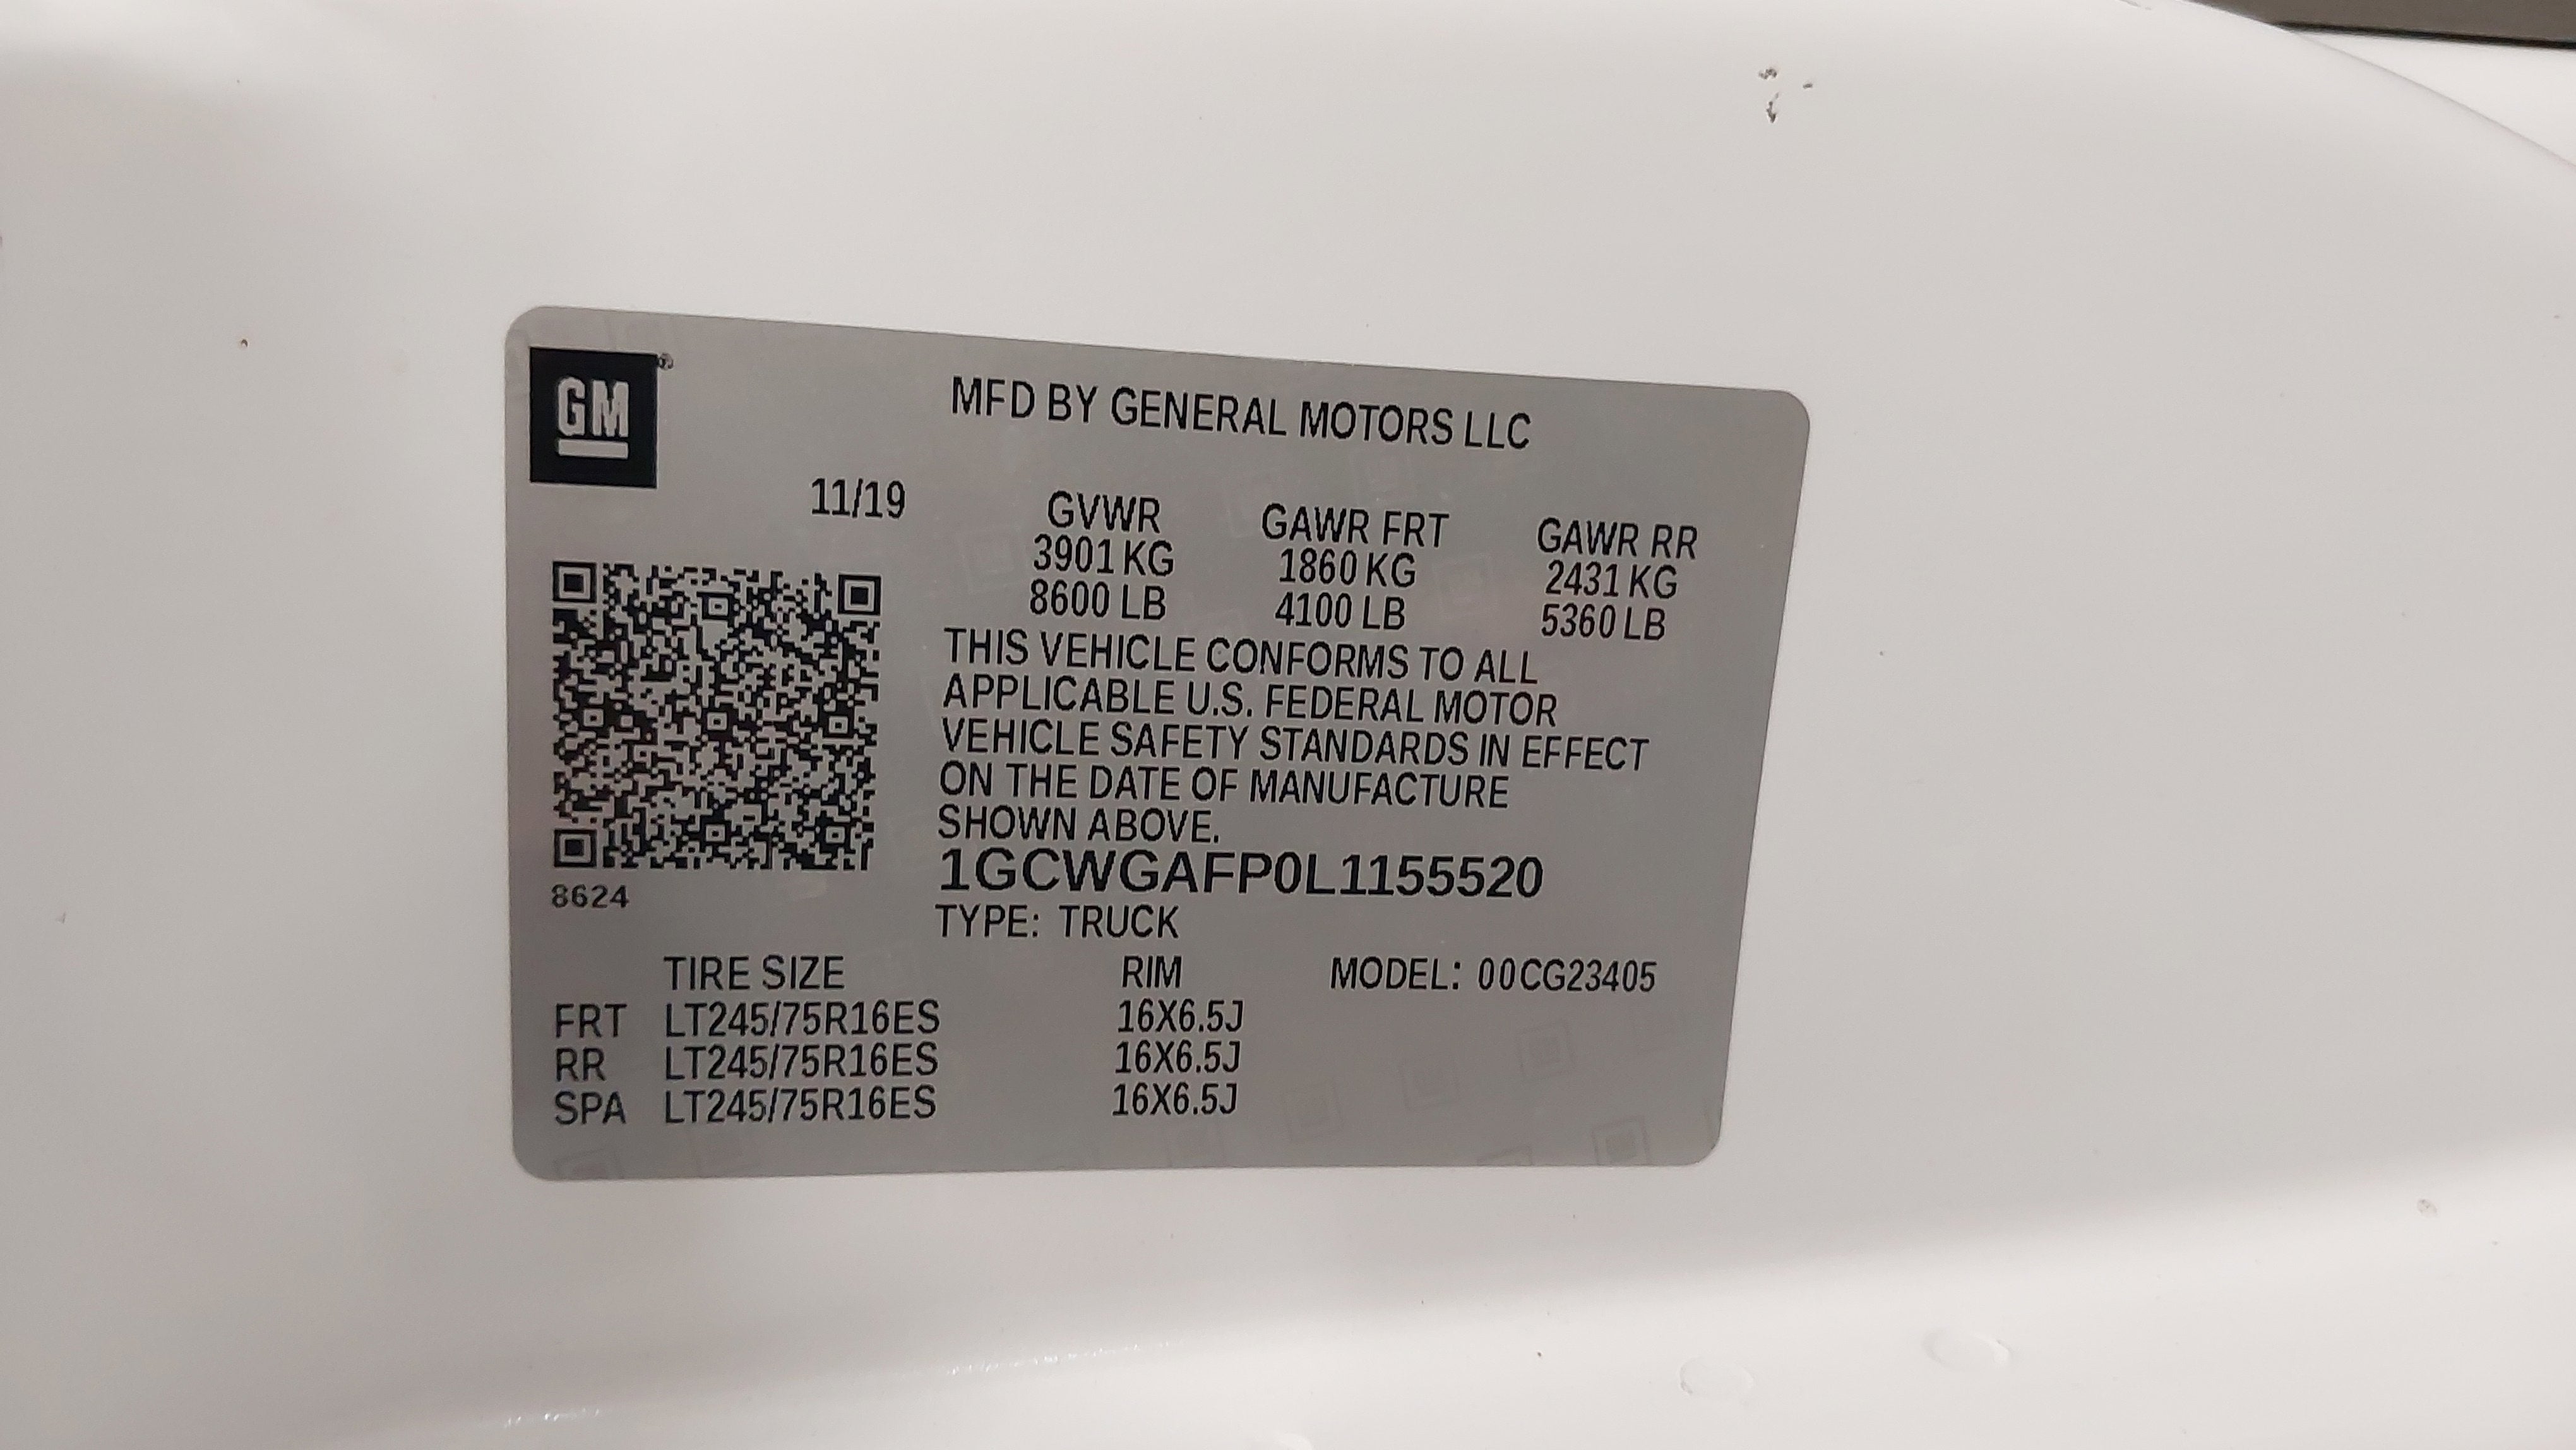 GM
MFD BY GENERAL MOTORS LLC
11/19
GVWR GAWR FRT GAWR RR
3901 KG 1860 KG 2431 KG
8600 LB 4100 LB 5360 LB
THIS VEHICLE CONFORMS TO ALL
APPLICABLE U.S. FEDERAL MOTOR
VEHICLE SAFETY STANDARDS IN EFFECT
ON THE DATE OF MANUFACTURE
SHOWN ABOVE.
1GCWGAFP0L1155520
8624
TYPE: TRUCK
TIRE SIZE RIM MODEL: 00CG23405
FRT LT245/75R16ES 16X6.5J
RR LT245/75R16ES 16X6.5J
SPA LT245/75R16ES 16X6.5J